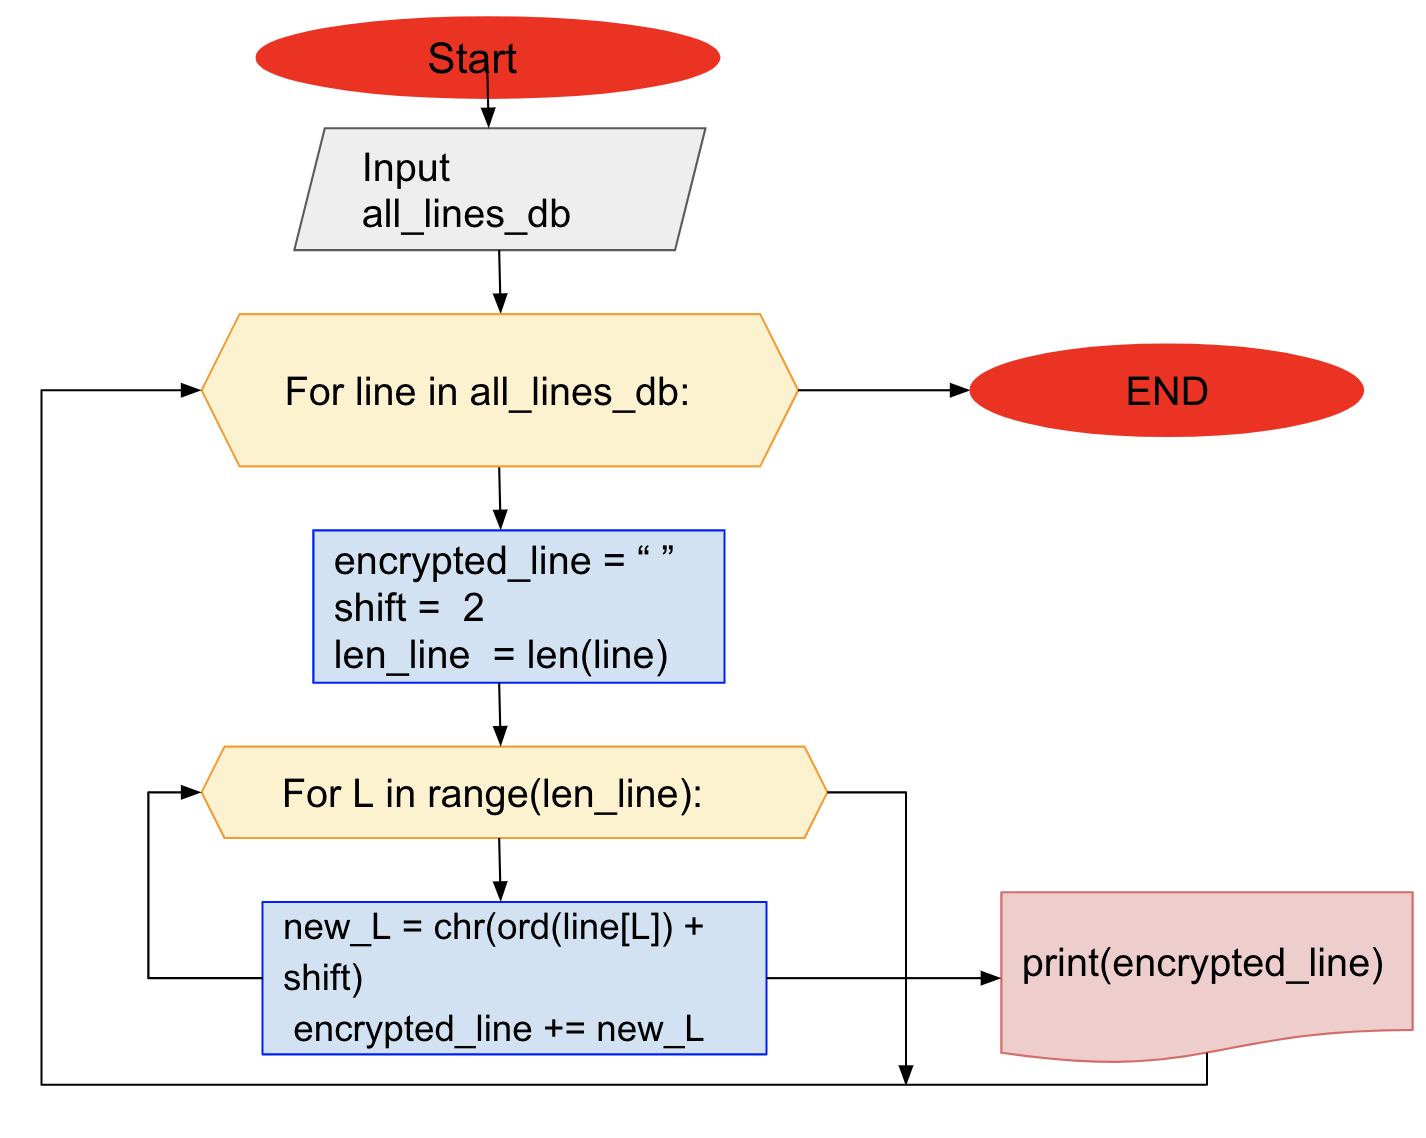 Start
Input
all_lines_db
For line in all_lines_db:
END
encrypted_line = “ ”
shift =  2
len_line  = len(line)
For L in range(len_line):
new_L = chr(ord(line[L]) +
shift)
encrypted_line += new_L
print(encrypted_line)